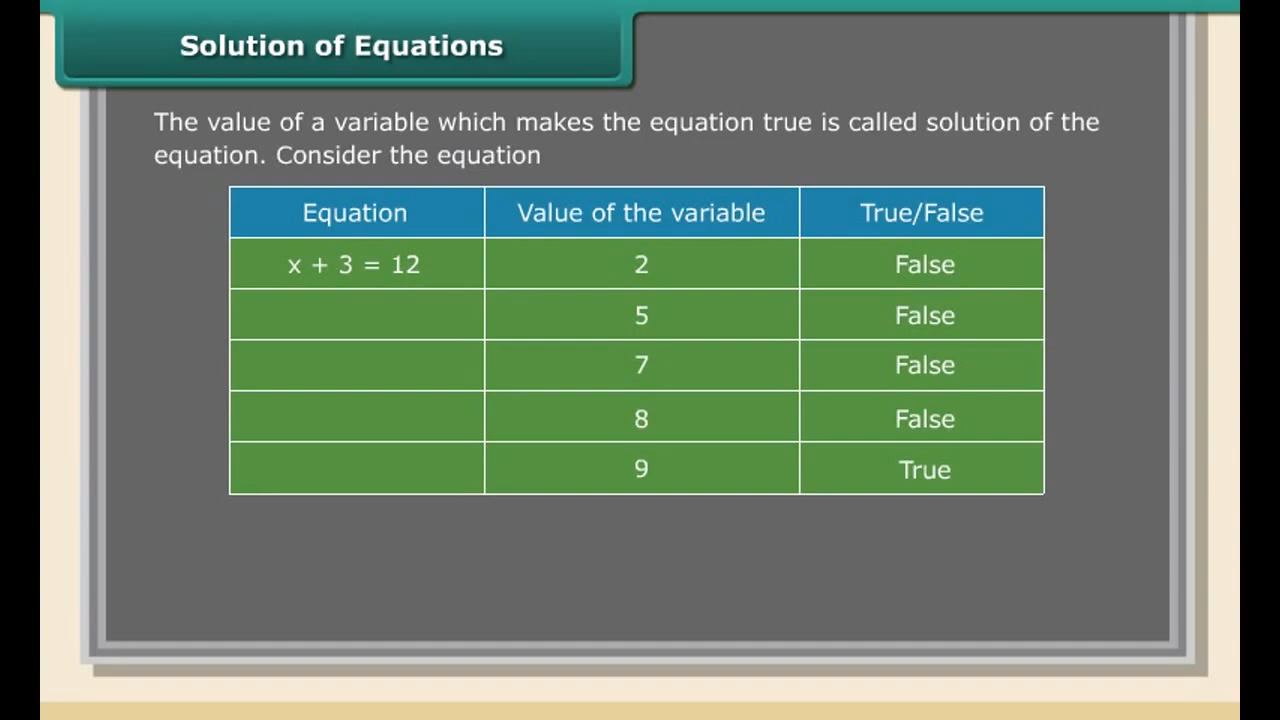 Solution of Equations
The value of a variable which makes the equation true is called solution of the
equation. Consider the equation
Equation Value of the variable True/False
x + 3 = 12 2 False
5 False
7 False
8 False
9 True